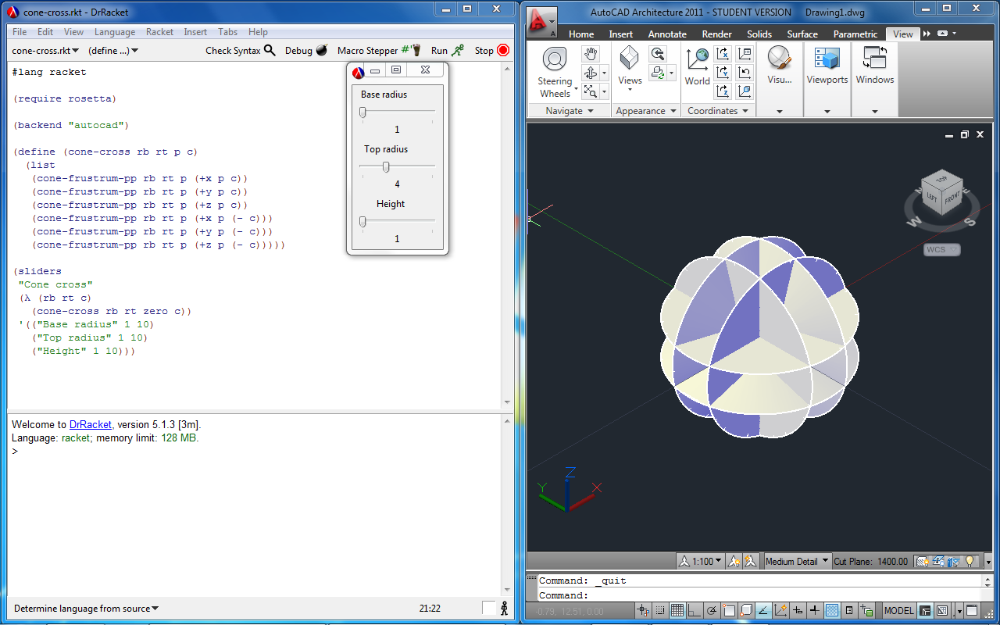 cone-cross.rkt - DrRacket
File Edit View Language Racket Insert Tabs Help
cone-cross.rkt (define ...) Check Syntax Debug Macro Stepper #' Run Stop
#lang racket
(require rosetta)
(backend "autocad")
(define (cone-cross rb rt p c)
  (list
   (cone-frustrum-pp rb rt p (+x p c))
   (cone-frustrum-pp rb rt p (+y p c))
   (cone-frustrum-pp rb rt p (+z p c))
   (cone-frustrum-pp rb rt p (+x p (- c)))
   (cone-frustrum-pp rb rt p (+y p (- c)))
   (cone-frustrum-pp rb rt p (+z p (- c)))))
(sliders
 "Cone cross"
 (λ (rb rt c)
   (cone-cross rb rt zero c))
 '(("Base radius" 1 10)
   ("Top radius" 1 10)
   ("Height" 1 10)))
Base radius
1
Top radius
4
Height
1
Welcome to DrRacket, version 5.1.3 [3m].
Language: racket; memory limit: 128 MB.
>
Determine language from source 21:22
AutoCAD Architecture 2011 - STUDENT VERSION Drawing1.dwg
A
Home Insert Annotate Render Solids Surface Parametric View
Steering Wheels
Views
World
X
Y
Z
Z
Visu...
Viewports
Windows
Navigate Appearance Coordinates
TOP
LEFT FRONT
N E
W S
WCS
Z
Y X
1:100 Medium Detail Cut Plane: 1400.00
Command: _quit
Command:
-0.79, 12.51, 0.00 MODEL